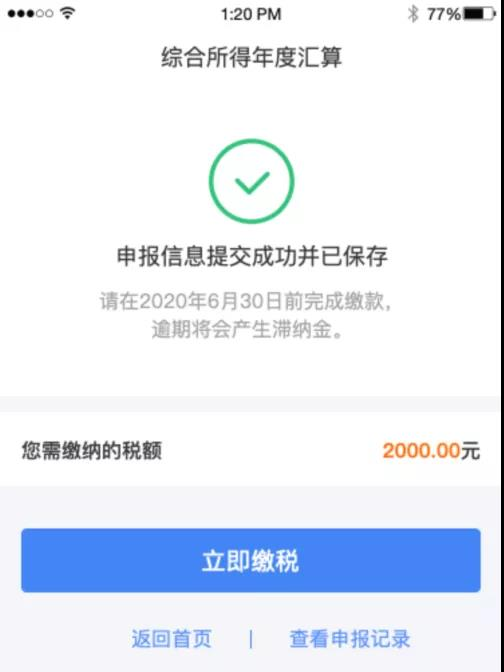 1:20 PM
77%
综合所得年度汇算
申报信息提交成功并已保存
请在2020年6月30日前完成缴款，
逾期将会产生滞纳金。
您需缴纳的税额 2000.00元
立即缴税
返回首页 | 查看申报记录